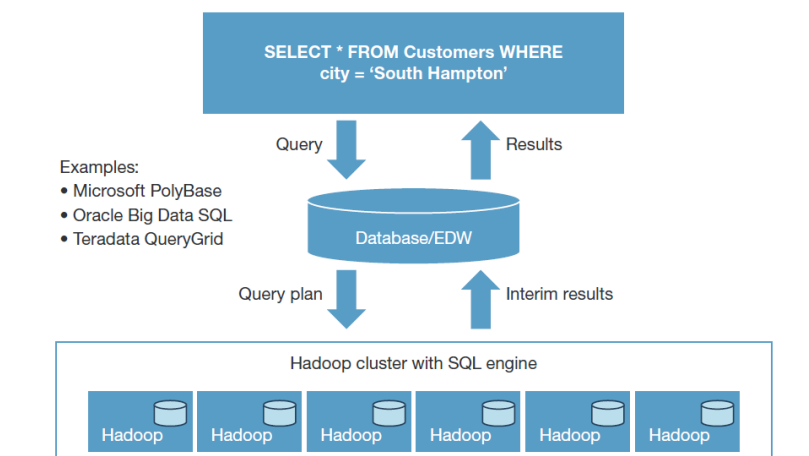 SELECT * FROM Customers WHERE
city = ‘South Hampton’
Query
Results
Examples:
• Microsoft PolyBase
• Oracle Big Data SQL
• Teradata QueryGrid
Database/EDW
Query plan
Interim results
Hadoop cluster with SQL engine
Hadoop
Hadoop
Hadoop
Hadoop
Hadoop
Hadoop